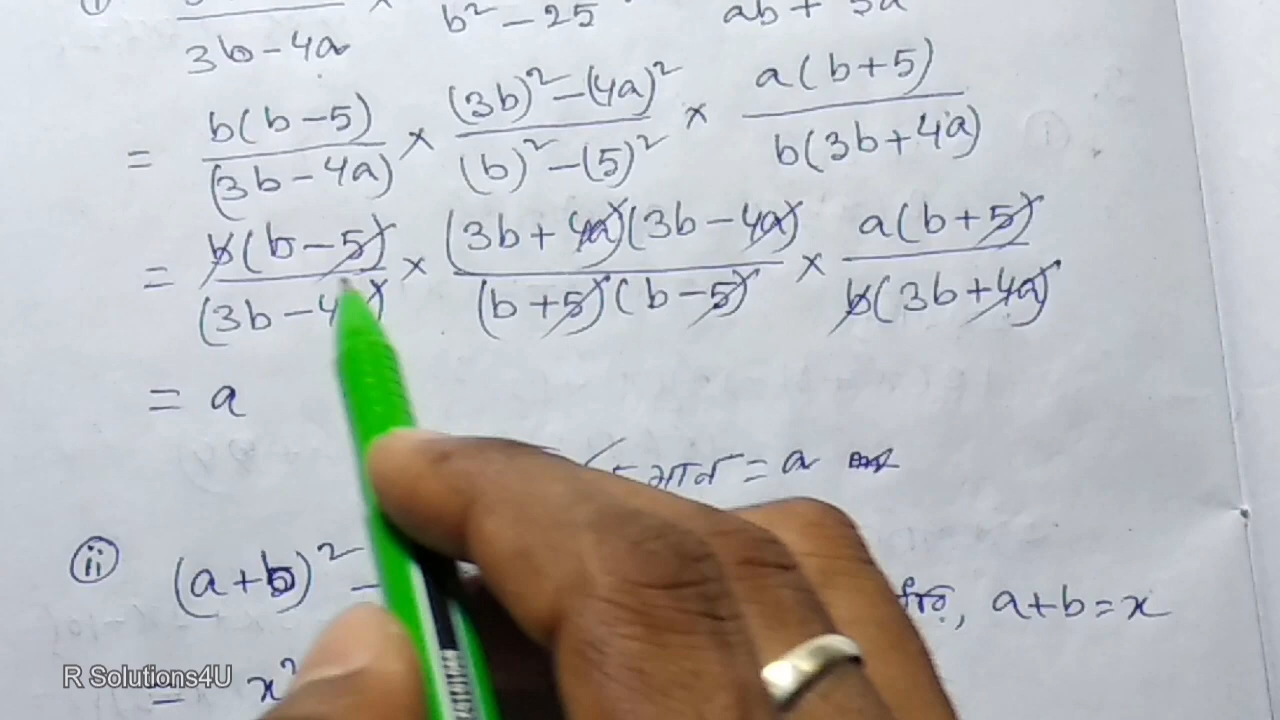 3b-4a × b²-25 ab+5a
= b(b-5)/(3b-4a) × (3b)²-(4a)²/(b)²-(5)² × a(b+5)/b(3b+4a)
= b(b-5)/(3b-4a) × (3b+4a)(3b-4a)/(b+5)(b-5) × a(b+5)/b(3b+4a)
= a
= a
ii (a+b)² - a+b=x
R Solutions4U
= x²